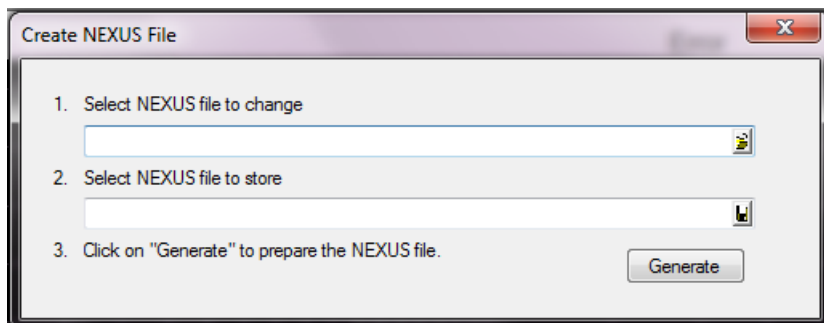 Create NEXUS File
Error
X
1. Select NEXUS file to change
2. Select NEXUS file to store
3. Click on "Generate" to prepare the NEXUS file.
Generate